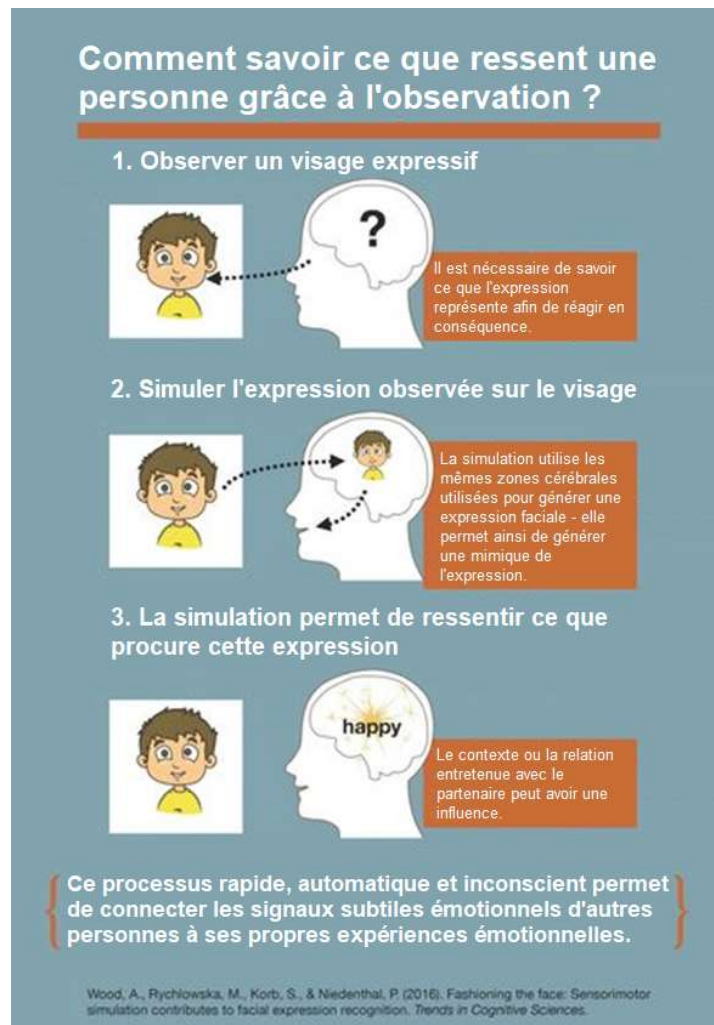 Comment savoir ce que ressent une
personne grâce à l'observation ?
1. Observer un visage expressif
?
Il est nécessaire de savoir
ce que l'expression
représente afin de réagir en
conséquence.
2. Simuler l'expression observée sur le visage
La simulation utilise les
mêmes zones cérébrales
utilisées pour générer une
expression faciale - elle
permet ainsi de générer
une mimique de
l'expression.
3. La simulation permet de ressentir ce que
procure cette expression
happy
Le contexte ou la relation
entretenue avec le
partenaire peut avoir une
influence.
{ Ce processus rapide, automatique et inconscient permet
de connecter les signaux subtiles émotionnels d'autres
personnes à ses propres expériences émotionnelles. }
Wood, A., Rychlowska, M., Korb, S., & Niedenthal, P. (2016). Fashioning the face: Sensorimotor
simulation contributes to facial expression recognition. Trends in Cognitive Sciences.